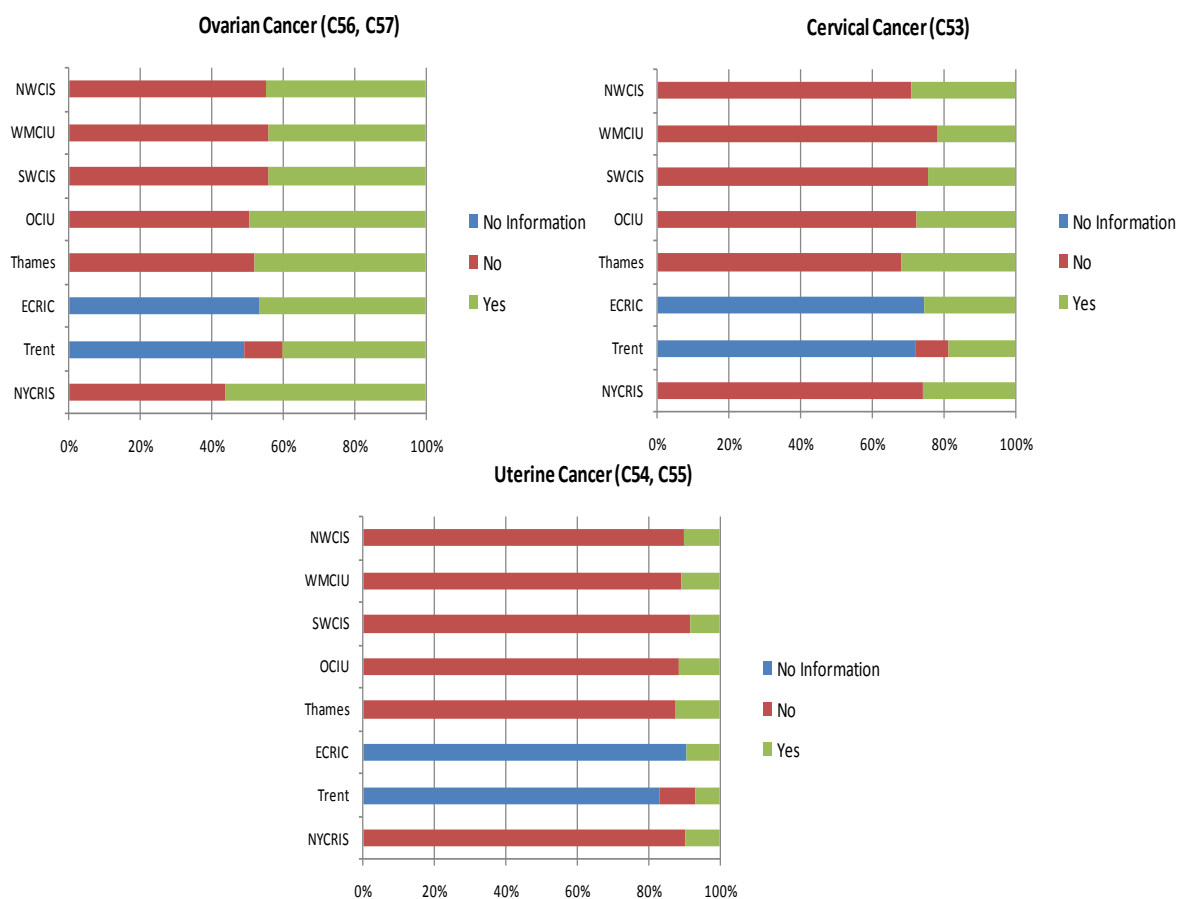 Ovarian Cancer (C56, C57)
NWCIS
WMCIU
SWCIS
OCIU
Thames
ECRIC
Trent
NYCRIS
0% 20% 40% 60% 80% 100%
No Information
No
Yes
Cervical Cancer (C53)
NWCIS
WMCIU
SWCIS
OCIU
Thames
ECRIC
Trent
NYCRIS
0% 20% 40% 60% 80% 100%
No Information
No
Yes
Uterine Cancer (C54, C55)
NWCIS
WMCIU
SWCIS
OCIU
Thames
ECRIC
Trent
NYCRIS
0% 20% 40% 60% 80% 100%
No Information
No
Yes